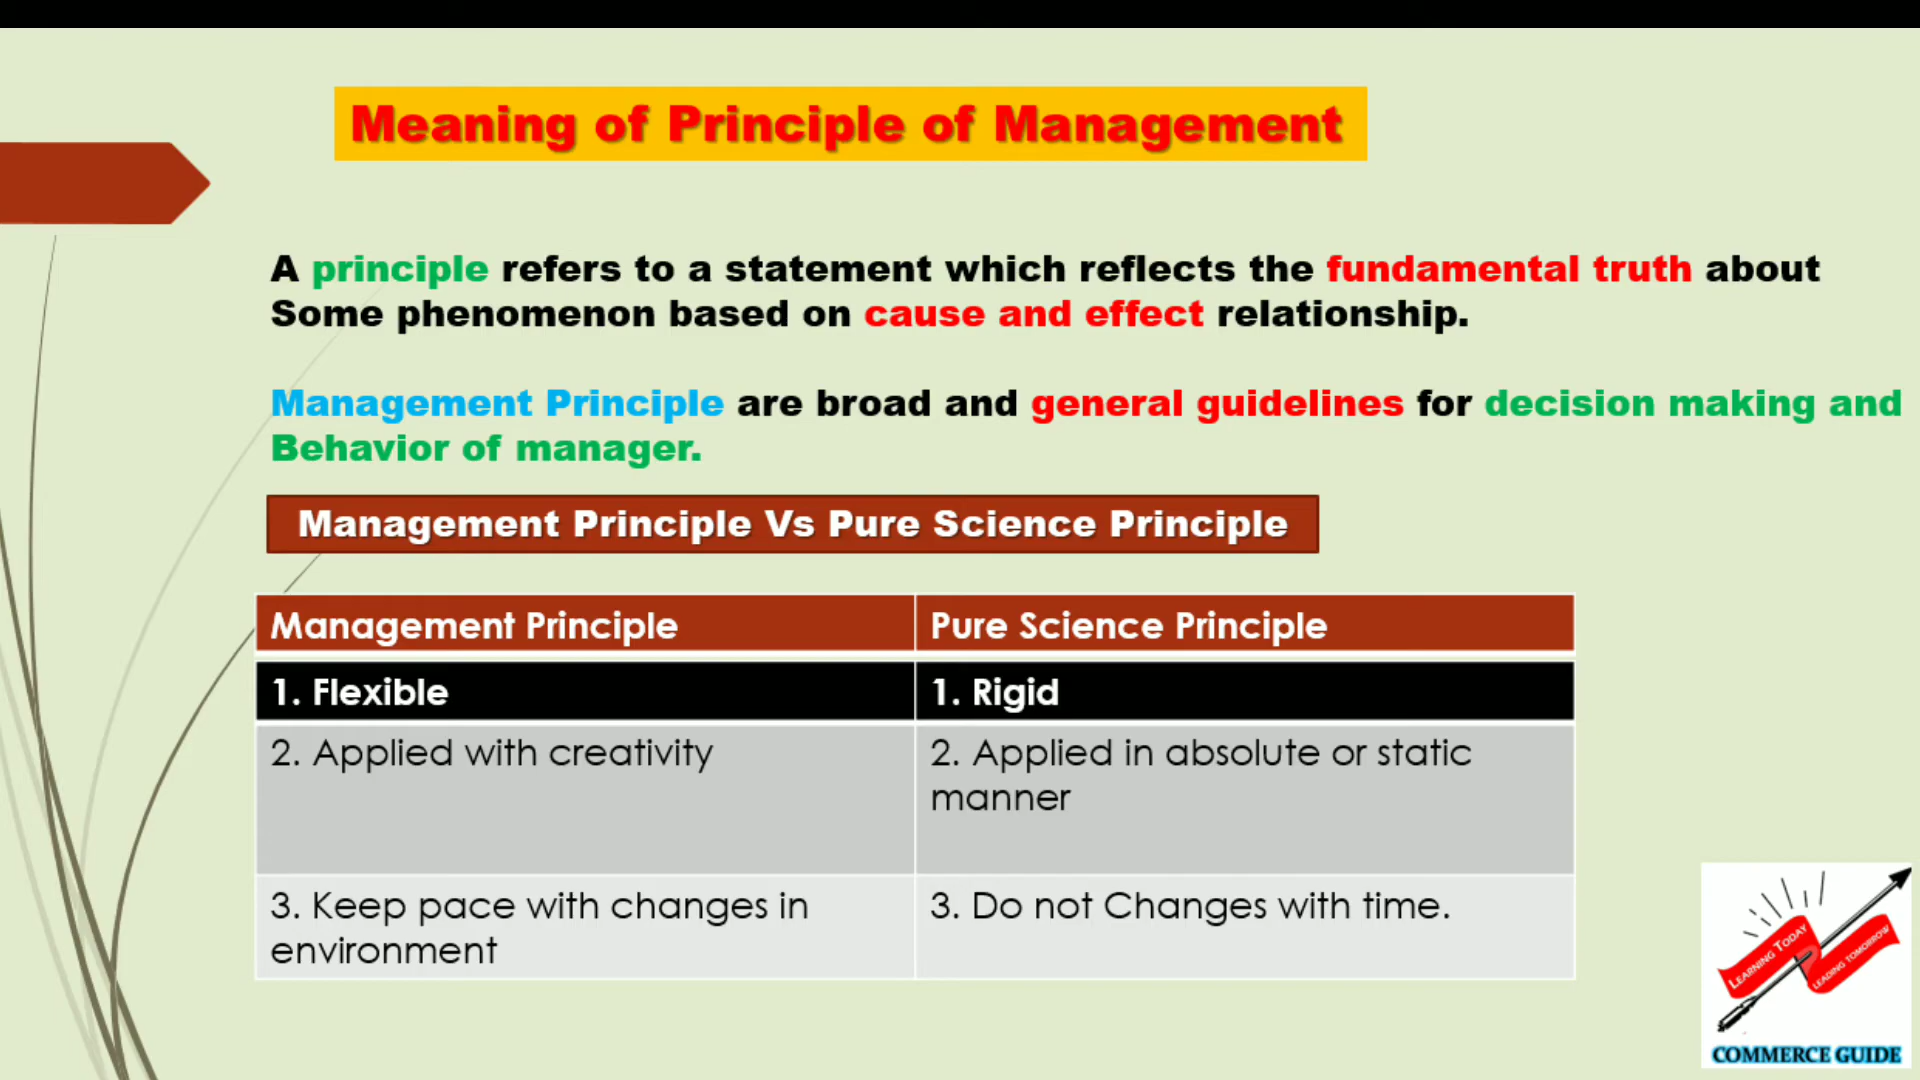 Meaning of Principle of Management
A principle refers to a statement which reflects the fundamental truth about
Some phenomenon based on cause and effect relationship.
Management Principle are broad and general guidelines for decision making and
Behavior of manager.
Management Principle Vs Pure Science Principle
Management Principle Pure Science Principle
1. Flexible 1. Rigid
2. Applied with creativity 2. Applied in absolute or static
manner
3. Keep pace with changes in 3. Do not Changes with time.
environment
LEARNING TODAY
LEADING TOMORROW
COMMERCE GUIDE